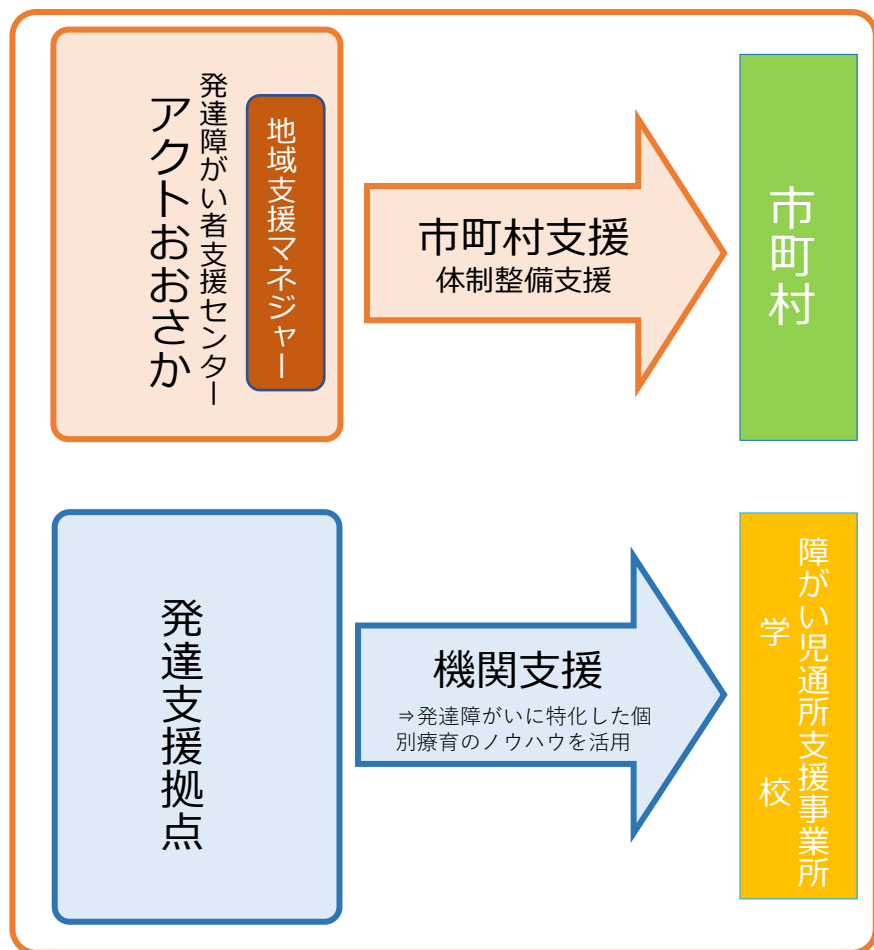 地域支援マネジャー
発達障がい者支援センター
アクトおおさか
市町村支援
体制整備支援
市町村
発達支援拠点
機関支援
⇒発達障がいに特化した個
別療育のノウハウを活用
障がい児通所支援事業所
学校